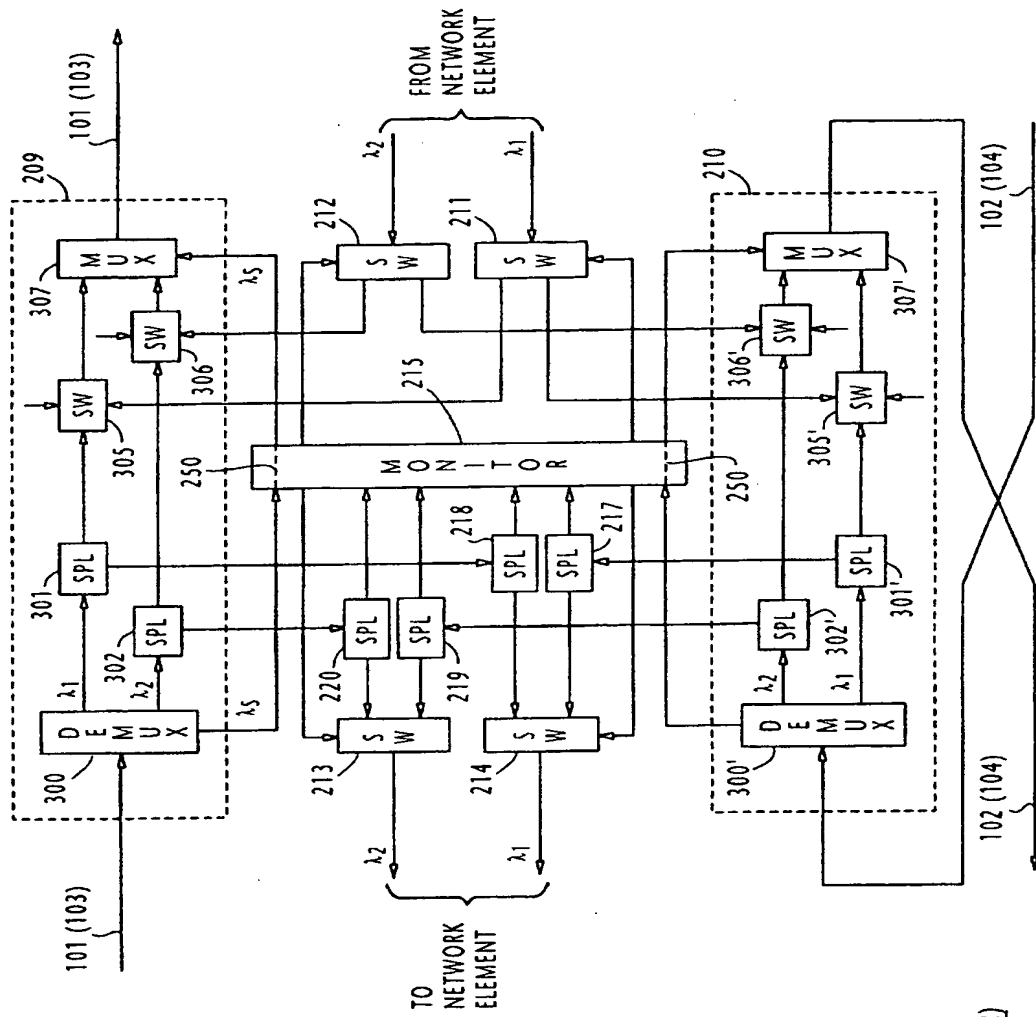 101 (103)
209
307
MUX
λS
SW
305
SW
306
301
SPL
302
SPL
λ1
λ2
300
DEMUX
λS
101 (103)
FROM
NETWORK
ELEMENT
λ2
λ1
212
SW
211
SW
215
MONITOR
250
250
218
SPL
217
SPL
220
SPL
219
SPL
213
SW
214
SW
λ2
λ1
TO
NETWORK
ELEMENT
210
MUX
307'
SW
306'
SW
305'
SPL
302'
SPL
301'
λ2
λ1
DEMUX
300'
102 (104)
102 (104)